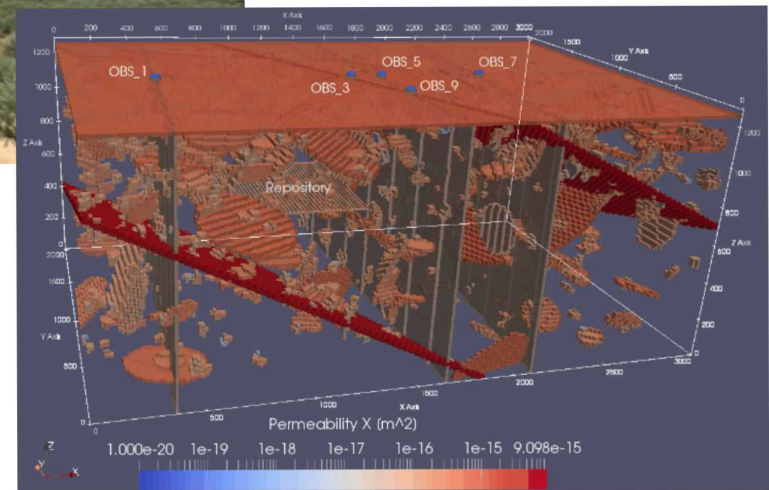 X Axis
0 200 400 600 800 1000 1200 1400 1600 1800 2000 2200 2400 2600 2800 3000
2000 1500 1000 500 0
Y Axis
1200
1000
800
600
400
200
0
Z Axis
OBS_1
OBS_3
OBS_5
OBS_9
OBS_7
Repository
1200
1000
800
600
400
200
0
Z Axis
2000
1500
1000
500
0
Y Axis
0 500 1000 1500 2000 2500 3000
X Axis
Permeability X [m^2]
1.000e-20 1e-19 1e-18 1e-17 1e-16 1e-15 9.098e-15
Z
Y
X